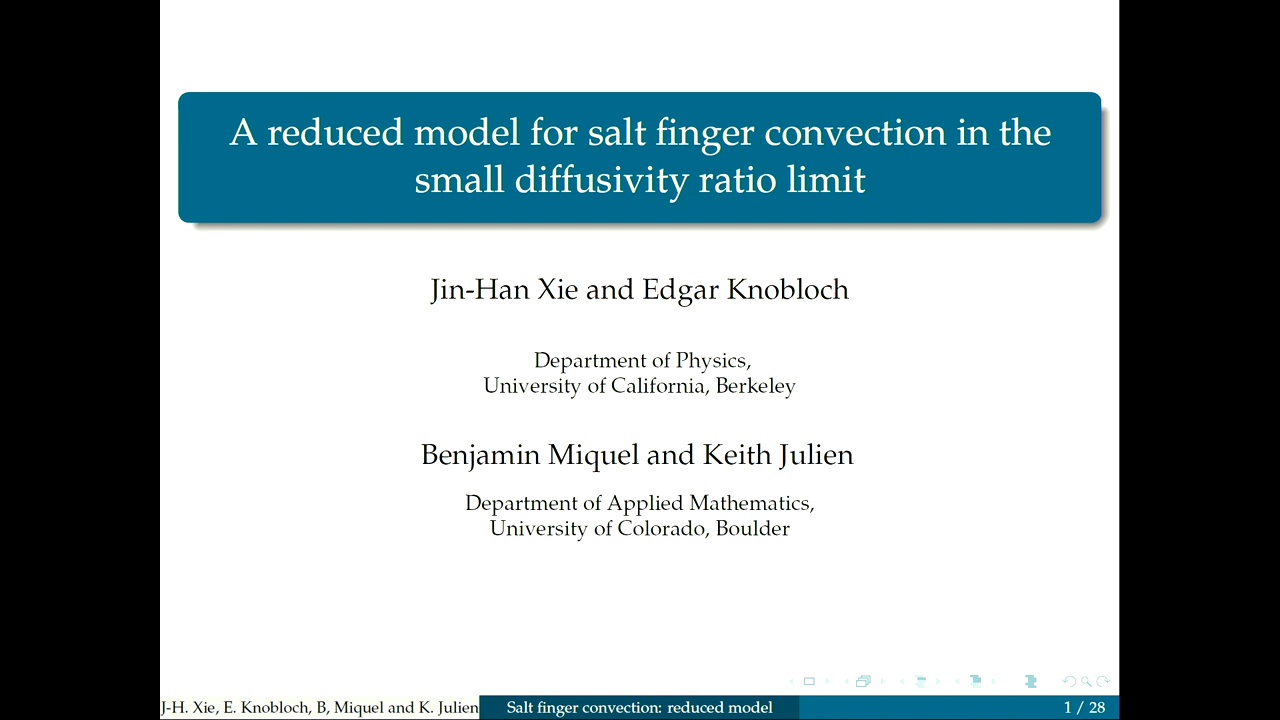 A reduced model for salt finger convection in the
small diffusivity ratio limit
Jin-Han Xie and Edgar Knobloch
Department of Physics,
University of California, Berkeley
Benjamin Miquel and Keith Julien
Department of Applied Mathematics,
University of Colorado, Boulder
J-H. Xie, E. Knobloch, B, Miquel and K. Julien
Salt finger convection: reduced model
1 / 28